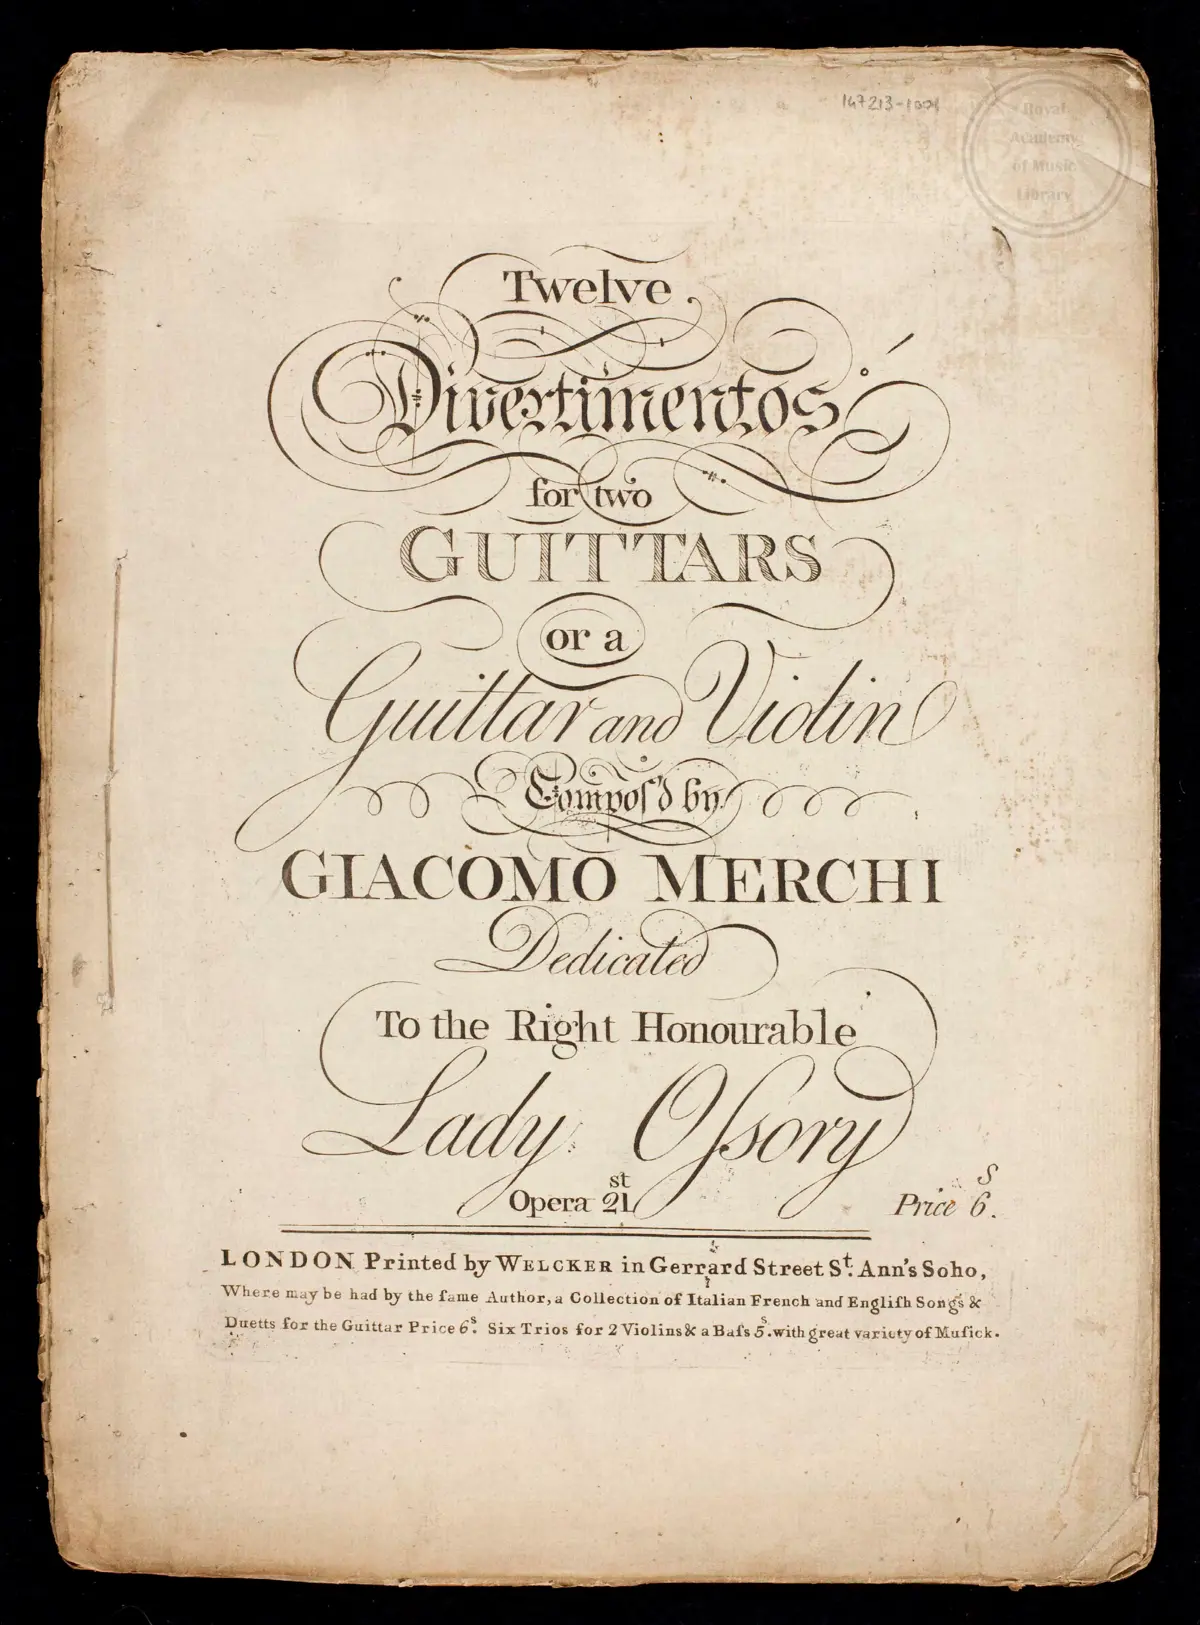 147213-1001
Royal
Academy
of Music
Library
Twelve
Divertimentos
for two
GUITTARS
or a
Guittar and Violin
Compos'd by
GIACOMO MERCHI
Dedicated
To the Right Honourable
Lady Oſsory
Opera 21st
Price 6s.
LONDON Printed by WELCKER in Gerrard Street St. Ann's Soho,
Where may be had by the ſame Author, a Collection of Italian French and Engliſh Songs &
Duetts for the Guittar Price 6s. Six Trios for 2 Violins & a Baſs 5s. with great variety of Muſick.